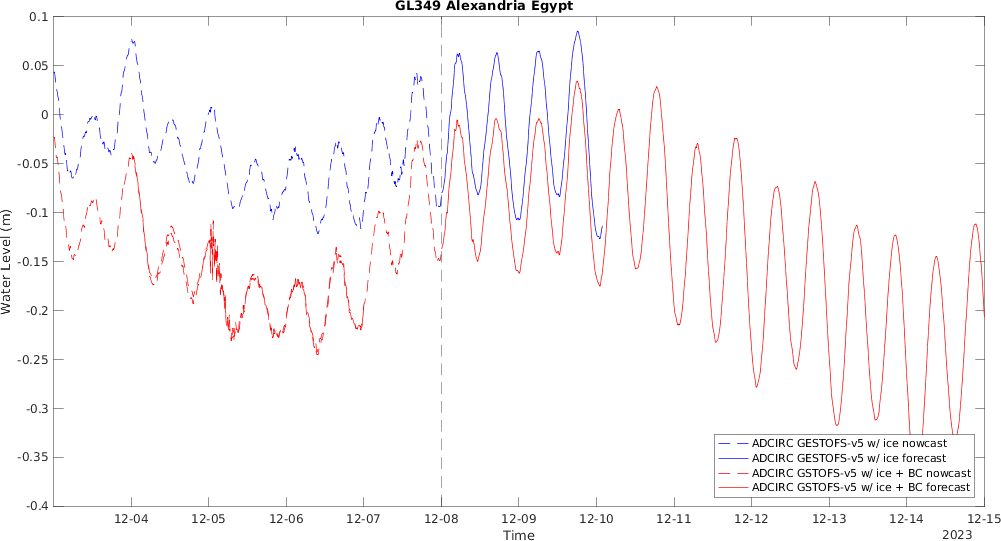 GL349 Alexandria Egypt
0.1
0.05
0
-0.05
-0.1
-0.15
-0.2
-0.25
-0.3
-0.35
-0.4
Water Level (m)
ADCIRC GESTOFS-v5 w/ ice nowcast
ADCIRC GESTOFS-v5 w/ ice forecast
ADCIRC GSTOFS-v5 w/ ice + BC nowcast
ADCIRC GSTOFS-v5 w/ ice + BC forecast
12-04 12-05 12-06 12-07 12-08 12-09 12-10 12-11 12-12 12-13 12-14 12-15
Time
2023